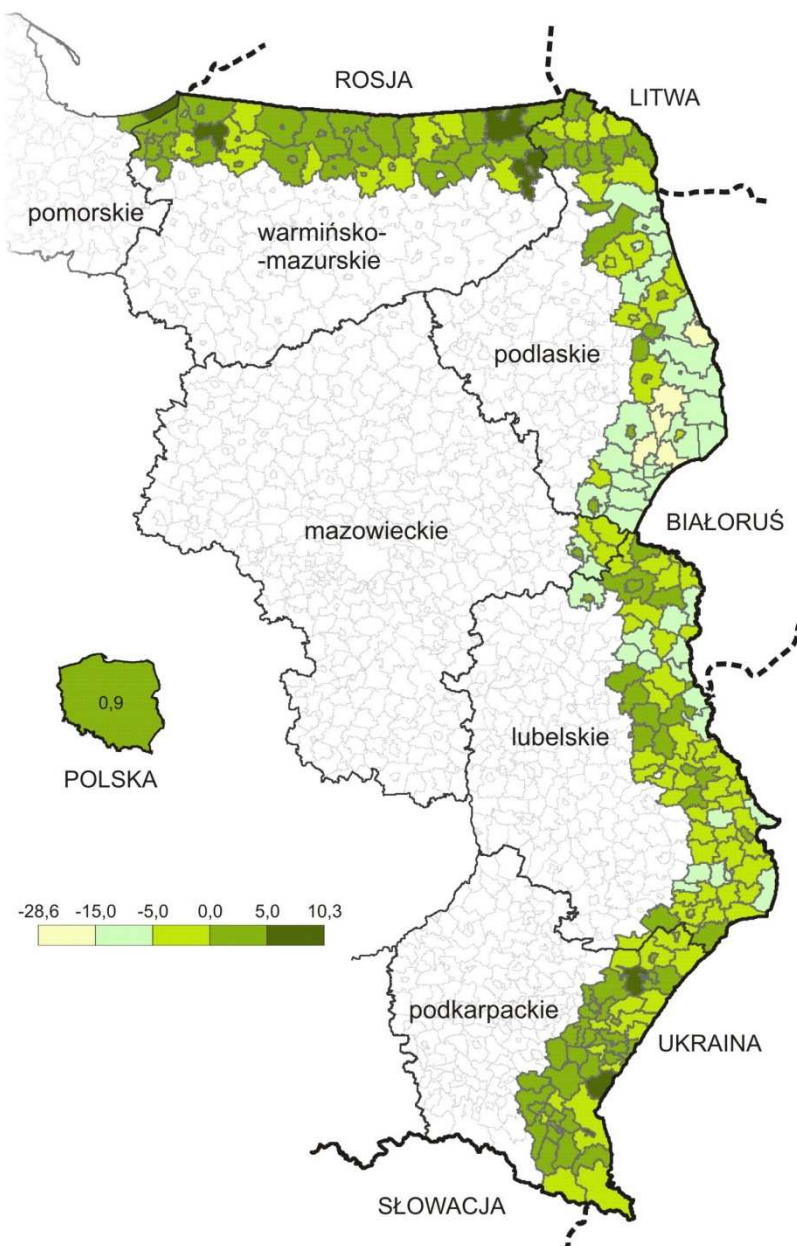 ROSJA
LITWA
pomorskie
warmińsko-
-mazurskie
podlaskie
mazowieckie
BIAŁORUŚ
0,9
lubelskie
POLSKA
-28,6 -15,0 -5,0 0,0 5,0 10,3
podkarpackie
UKRAINA
SŁOWACJA